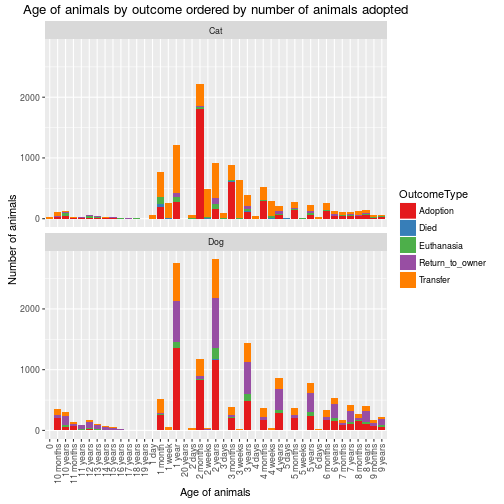 Age of animals by outcome ordered by number of animals adopted
Cat
2000
1000
0
Dog
2000
1000
0
Number of animals
0
10 months
10 years
11 months
11 years
12 years
13 years
14 years
15 years
16 years
17 years
18 years
19 years
1 day
1 month
1 week
1 year
20 years
2 days
2 months
2 weeks
2 years
3 days
3 months
3 weeks
3 years
4 days
4 months
4 weeks
4 years
5 days
5 months
5 weeks
5 years
6 days
6 months
6 years
7 months
7 years
8 months
8 years
9 months
9 years
Age of animals
OutcomeType
Adoption
Died
Euthanasia
Return_to_owner
Transfer